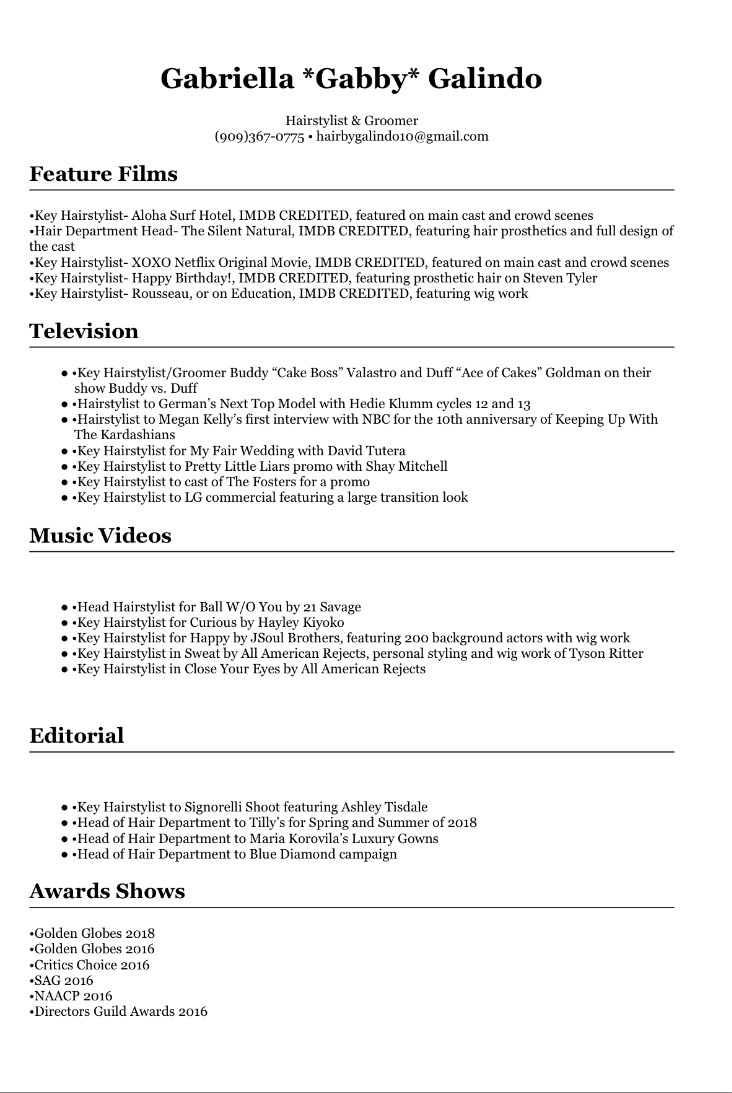 Gabriella *Gabby* Galindo
Hairstylist & Groomer
(909)367-0775 • hairbygalindo10@gmail.com
Feature Films
•Key Hairstylist- Aloha Surf Hotel, IMDB CREDITED, featured on main cast and crowd scenes
•Hair Department Head- The Silent Natural, IMDB CREDITED, featuring hair prosthetics and full design of
the cast
•Key Hairstylist- XOXO Netflix Original Movie, IMDB CREDITED, featured on main cast and crowd scenes
•Key Hairstylist- Happy Birthday!, IMDB CREDITED, featuring prosthetic hair on Steven Tyler
•Key Hairstylist- Rousseau, or on Education, IMDB CREDITED, featuring wig work
Television
● •Key Hairstylist/Groomer Buddy “Cake Boss” Valastro and Duff “Ace of Cakes” Goldman on their
show Buddy vs. Duff
● •Hairstylist to German’s Next Top Model with Hedie Klumm cycles 12 and 13
● •Hairstylist to Megan Kelly’s first interview with NBC for the 10th anniversary of Keeping Up With
The Kardashians
● •Key Hairstylist for My Fair Wedding with David Tutera
● •Key Hairstylist to Pretty Little Liars promo with Shay Mitchell
● •Key Hairstylist to cast of The Fosters for a promo
● •Key Hairstylist to LG commercial featuring a large transition look
Music Videos
● •Head Hairstylist for Ball W/O You by 21 Savage
● •Key Hairstylist for Curious by Hayley Kiyoko
● •Key Hairstylist for Happy by JSoul Brothers, featuring 200 background actors with wig work
● •Key Hairstylist in Sweat by All American Rejects, personal styling and wig work of Tyson Ritter
● •Key Hairstylist in Close Your Eyes by All American Rejects
Editorial
● •Key Hairstylist to Signorelli Shoot featuring Ashley Tisdale
● •Head of Hair Department to Tilly’s for Spring and Summer of 2018
● •Head of Hair Department to Maria Korovila’s Luxury Gowns
● •Head of Hair Department to Blue Diamond campaign
Awards Shows
•Golden Globes 2018
•Golden Globes 2016
•Critics Choice 2016
•SAG 2016
•NAACP 2016
•Directors Guild Awards 2016